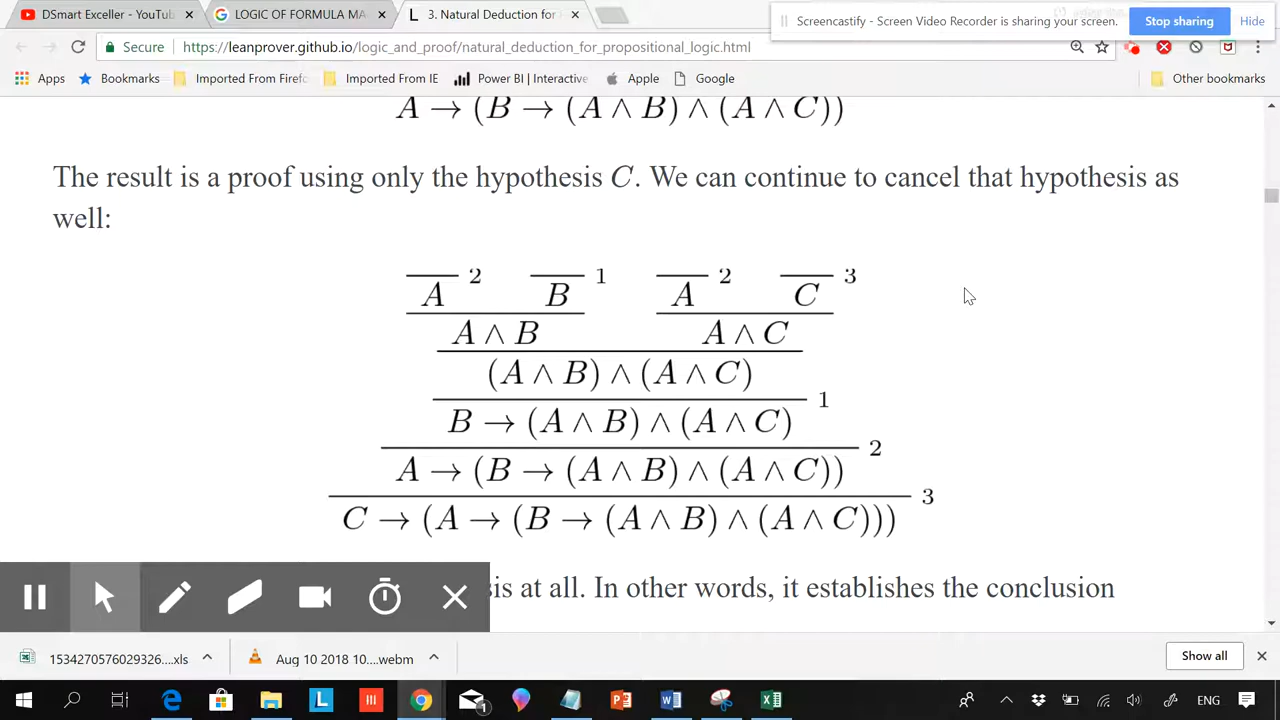 DSmart Exceller - YouTube
LOGIC OF FORMULA MA
3. Natural Deduction for
Screencastify - Screen Video Recorder is sharing your screen.
Stop sharing
Hide
Secure
https://leanprover.github.io/logic_and_proof/natural_deduction_for_propositional_logic.html
Apps
Bookmarks
Imported From Firefo
Imported From IE
Power BI | Interactive
Apple
Google
Other bookmarks
A → (B → (A ∧ B) ∧ (A ∧ C))
The result is a proof using only the hypothesis C. We can continue to cancel that hypothesis as
well:
2 1 2 3
A B A C
A ∧ B A ∧ C
(A ∧ B) ∧ (A ∧ C)
1
B → (A ∧ B) ∧ (A ∧ C)
2
A → (B → (A ∧ B) ∧ (A ∧ C))
3
C → (A → (B → (A ∧ B) ∧ (A ∧ C)))
sis at all. In other words, it establishes the conclusion
1534270576029326....xls
Aug 10 2018 10....webm
Show all
L
1
ENG